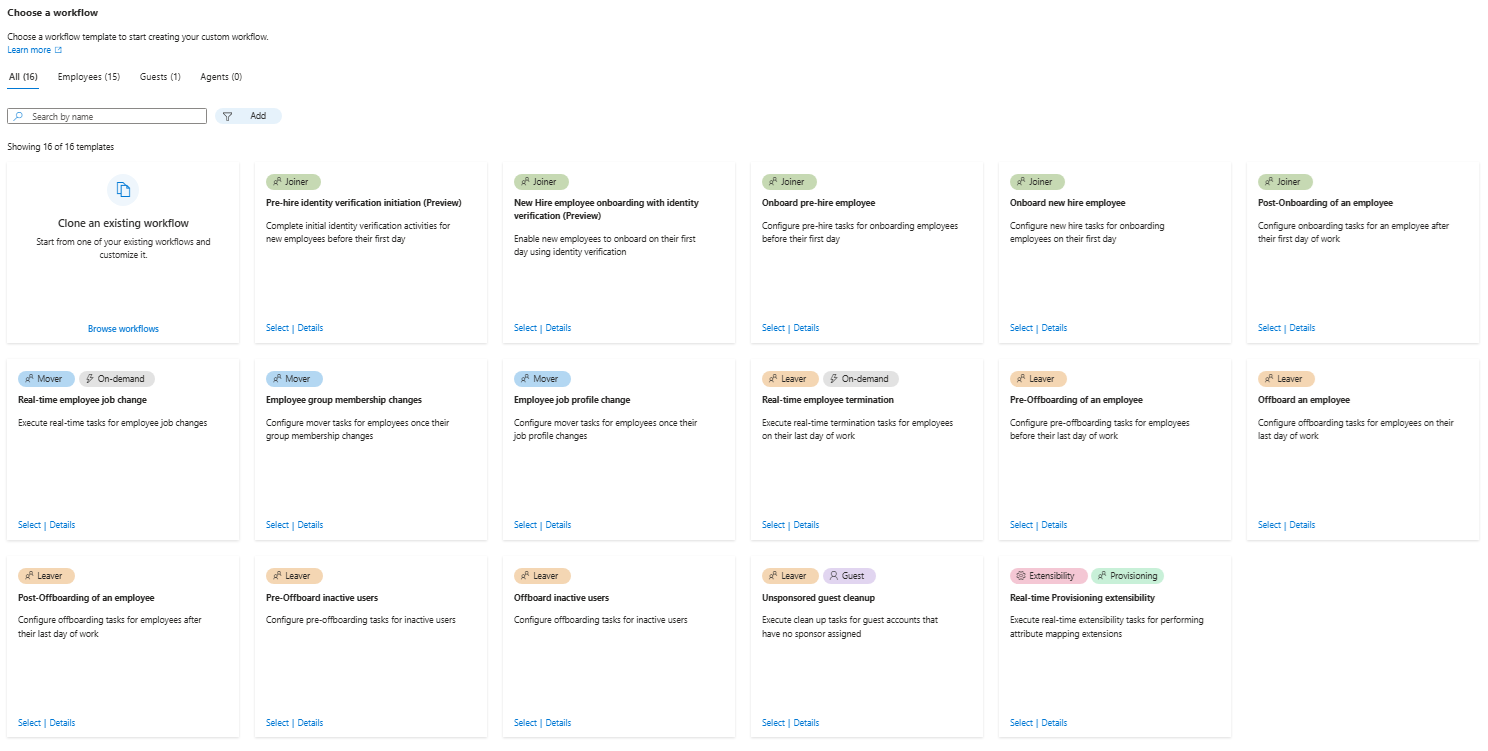 Choose a workflow
Choose a workflow template to start creating your custom workflow.
Learn more
All (16)
Employees (15)
Guests (1)
Agents (0)
Search by name
Add
Showing 16 of 16 templates
Clone an existing workflow
Start from one of your existing workflows and
customize it.
Browse workflows
Joiner
Pre-hire identity verification initiation (Preview)
Complete initial identity verification activities for
new employees before their first day
Select | Details
Joiner
New Hire employee onboarding with identity
verification (Preview)
Enable new employees to onboard on their first
day using identity verification
Select | Details
Joiner
Onboard pre-hire employee
Configure pre-hire tasks for onboarding employees
before their first day
Select | Details
Joiner
Onboard new hire employee
Configure new hire tasks for onboarding
employees on their first day
Select | Details
Joiner
Post-Onboarding of an employee
Configure onboarding tasks for an employee after
their first day of work
Select | Details
Mover
On-demand
Real-time employee job change
Execute real-time tasks for employee job changes
Select | Details
Mover
Employee group membership changes
Configure mover tasks for employees once their
group membership changes
Select | Details
Mover
Employee job profile change
Configure mover tasks for employees once their
job profile changes
Select | Details
Leaver
On-demand
Real-time employee termination
Execute real-time termination tasks for employees
on their last day of work
Select | Details
Leaver
Pre-Offboarding of an employee
Configure pre-offboarding tasks for employees
before their last day of work
Select | Details
Leaver
Offboard an employee
Configure offboarding tasks for employees on their
last day of work
Select | Details
Leaver
Post-Offboarding of an employee
Configure offboarding tasks for employees after
their last day of work
Select | Details
Leaver
Pre-Offboard inactive users
Configure pre-offboarding tasks for inactive users
Select | Details
Leaver
Offboard inactive users
Configure offboarding tasks for inactive users
Select | Details
Leaver
Guest
Unsponsored guest cleanup
Execute clean up tasks for guest accounts that
have no sponsor assigned
Select | Details
Extensibility
Provisioning
Real-time Provisioning extensibility
Execute real-time extensibility tasks for performing
attribute mapping extensions
Select | Details